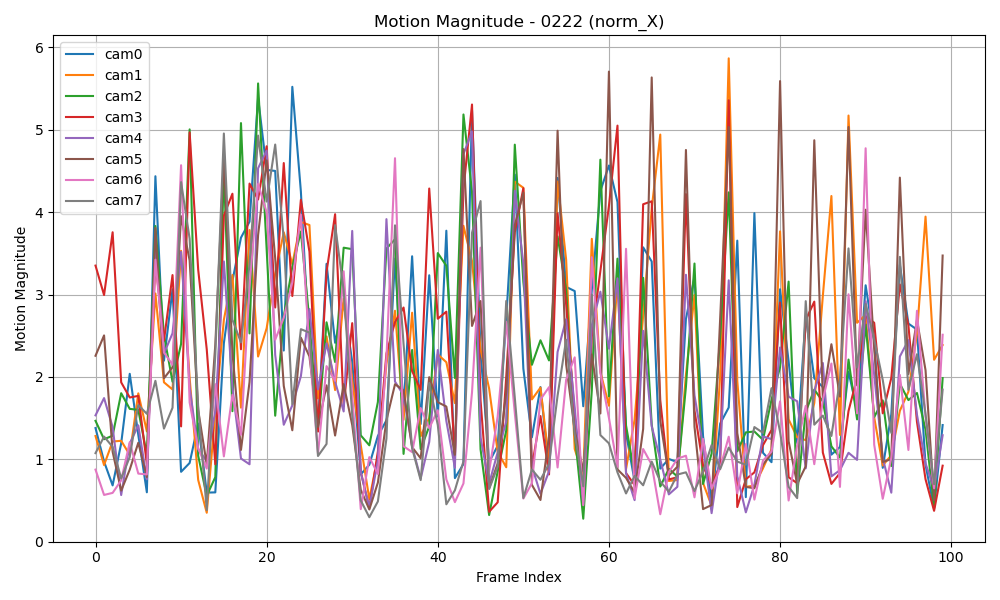 Motion Magnitude - 0222 (norm_X)
cam0
cam1
cam2
cam3
cam4
cam5
cam6
cam7
Motion Magnitude
6
5
4
3
2
1
0
0 20 40 60 80 100
Frame Index